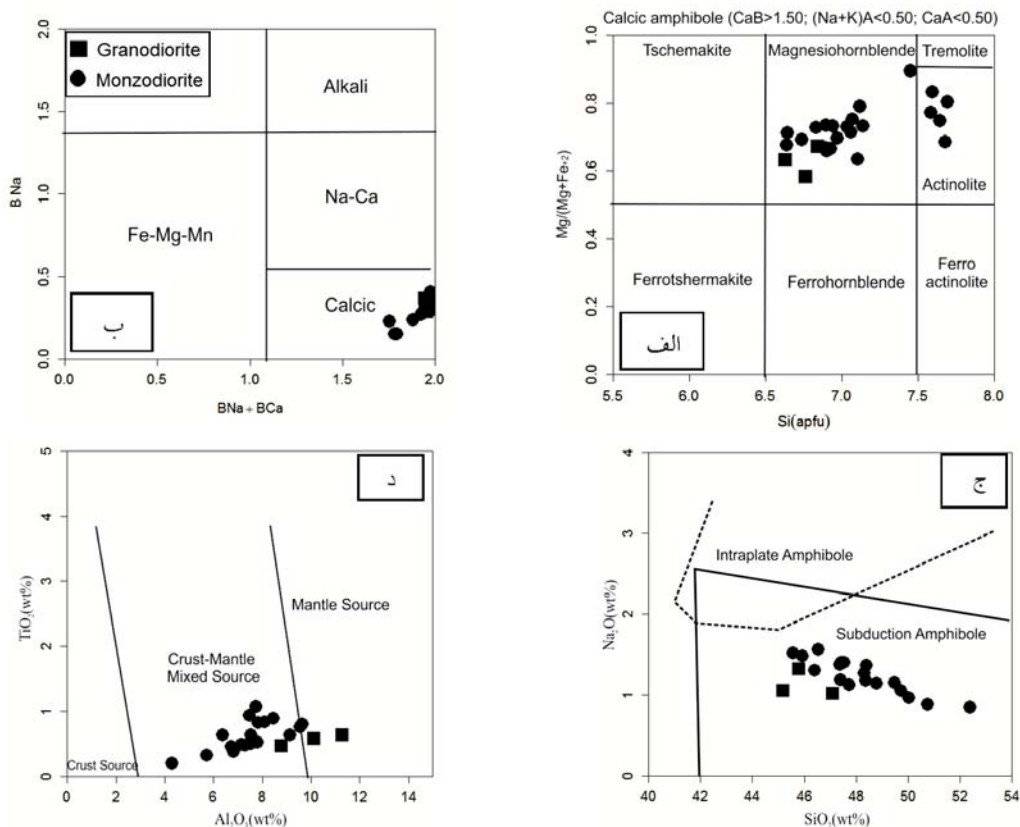 Granodiorite
Monzodiorite
Alkali
Na-Ca
Fe-Mg-Mn
Calcic
ب
B Na
2.0
1.5
1.0
0.5
0.0
0.0 0.5 1.0 1.5 2.0
BNa + BCa
Calcic amphibole (CaB>1.50; (Na+K)A<0.50; CaA<0.50)
Tschemakite
Magnesiohornblende
Tremolite
Actinolite
Ferrotshermakite
Ferrohornblende
Ferro
actinolite
الف
Mg/(Mg+Fe+2)
1.0
0.8
0.6
0.4
0.2
0.0
5.5 6.0 6.5 7.0 7.5 8.0
Si(apfu)
د
Mantle Source
Crust-Mantle
Mixed Source
Crust Source
TiO2(wt%)
5
4
3
2
1
0
0 2 4 6 8 10 12 14
Al2O3(wt%)
ج
Intraplate Amphibole
Subduction Amphibole
Na2O(wt%)
4
3
2
1
0
40 42 44 46 48 50 52 54
SiO2(wt%)